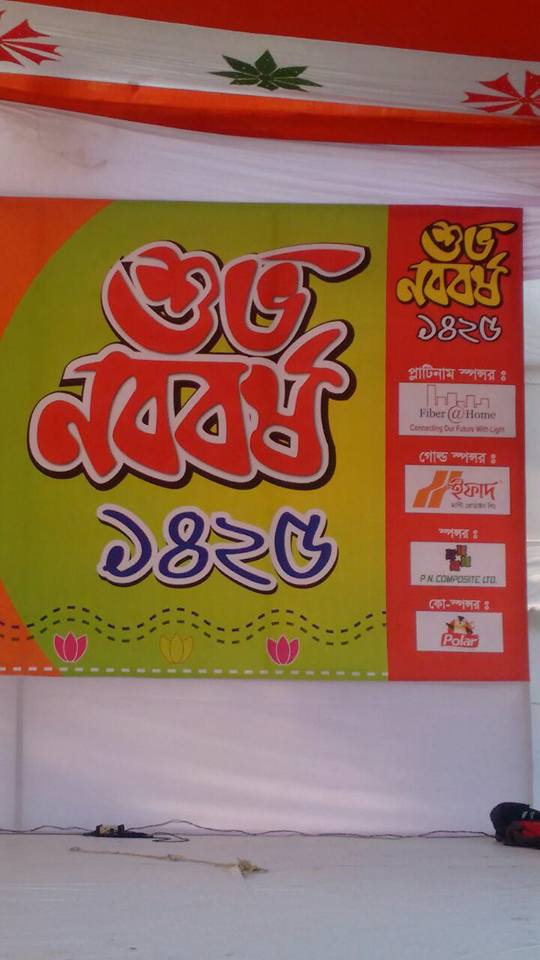 শুভ
নববর্ষ
১৪২৫
শুভ
নববর্ষ
১৪২৫
প্লাটিনাম স্পন্সর ঃ
Fiber @ Home
Connecting Our Future With Light
গোল্ড স্পন্সর ঃ
ইফাদ
স্পন্সর ঃ
P.N. COMPOSITE LTD.
কো-স্পন্সর ঃ
Polar